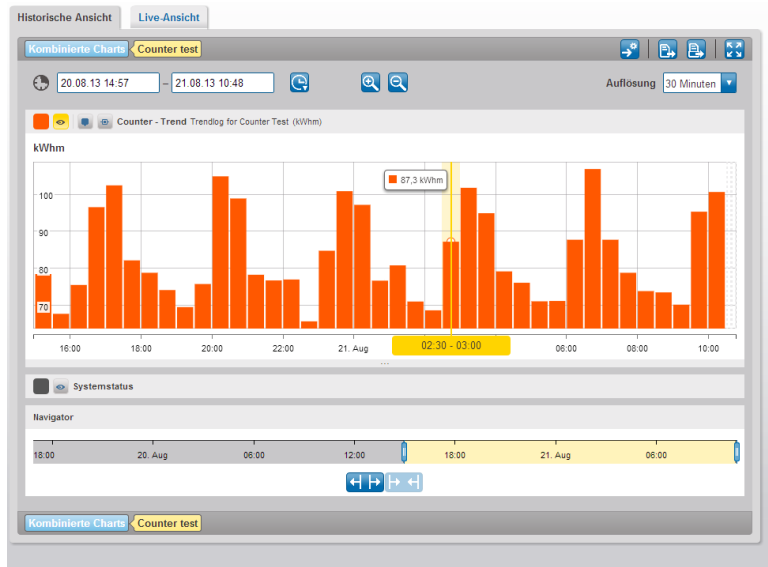 Historische Ansicht Live-Ansicht
Kombinierte Charts Counter test
20.08.13 14:57 – 21.08.13 10:48 Auflösung 30 Minuten
Counter - Trend Trendlog for Counter Test (kWhm)
kWhm
87,3 kWhm
100
90
80
70
16:00 18:00 20:00 22:00 21. Aug 02:30 - 03:00 06:00 08:00 10:00
Systemstatus
Navigator
18:00 20. Aug 06:00 12:00 18:00 21. Aug 06:00
Kombinierte Charts Counter test